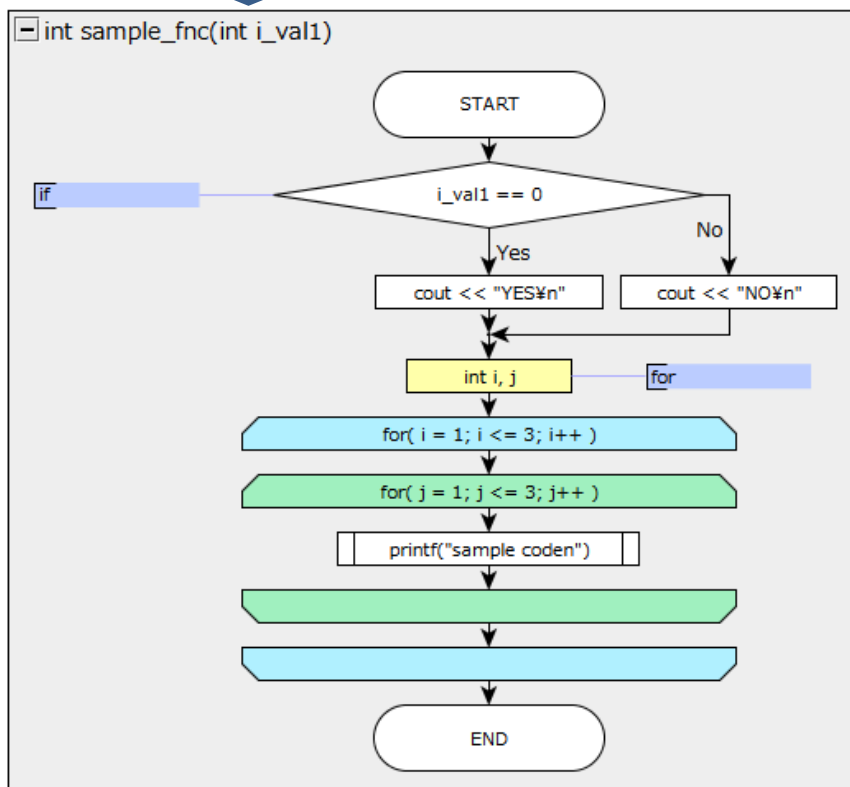 int sample_fnc(int i_val1)
START
if
i_val1 == 0
No
Yes
cout << "YES¥n"
cout << "NO¥n"
int i, j
for
for( i = 1; i <= 3; i++ )
for( j = 1; j <= 3; j++ )
printf("sample coden")
END